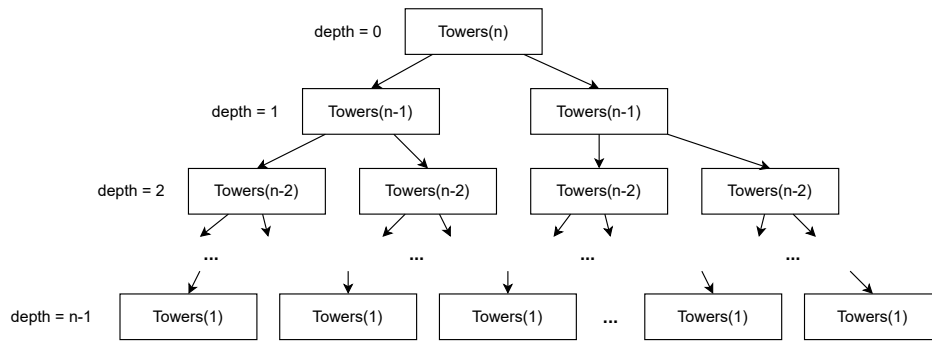 depth = 0 Towers(n)
depth = 1 Towers(n-1) Towers(n-1)
depth = 2 Towers(n-2) Towers(n-2) Towers(n-2) Towers(n-2)
... ... ... ...
depth = n-1 Towers(1) Towers(1) Towers(1) ... Towers(1) Towers(1)